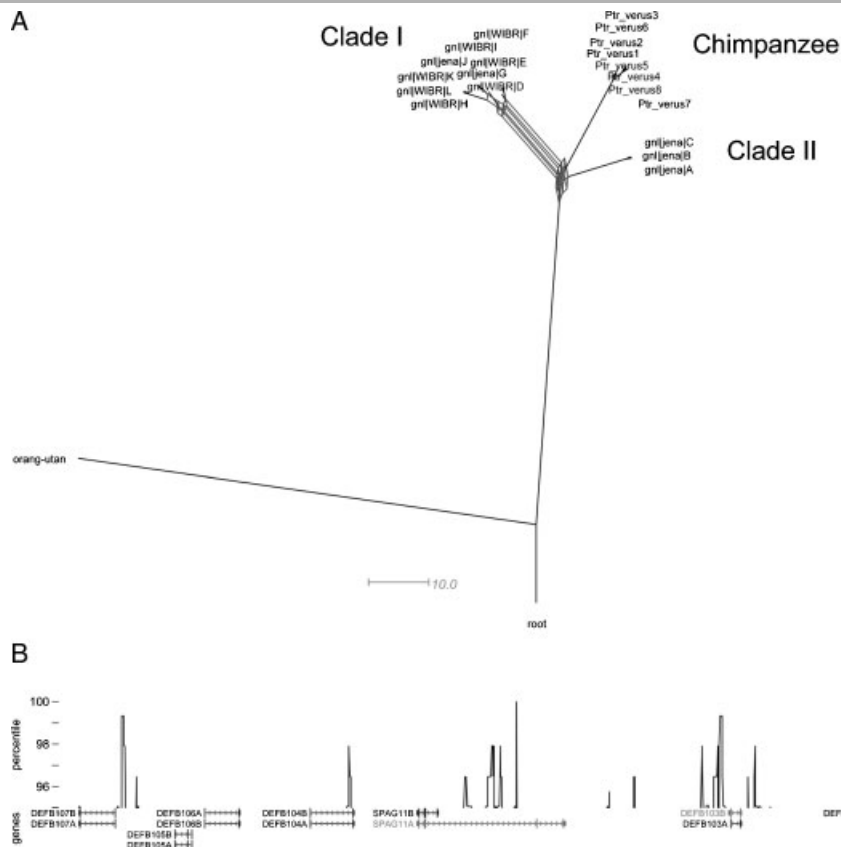 A
Clade I
gnl|WIBR|F
gnl|WIBR|I
gnl|jena|J
gnl|WIBR|E
gnl|WIBR|K
gnl|jena|G
gnl|WIBR|L
gnl|WIBR|D
gnl|WIBR|H
Ptr_verus3
Ptr_verus6
Ptr_verus2
Ptr_verus1
Ptr_verus5
Ptr_verus4
Ptr_verus8
Ptr_verus7
Chimpanzee
gnl|jena|C
gnl|jena|B
gnl|jena|A
Clade II
orang-utan
10.0
root
B
percentile
100
98
96
genes
DEFB107B
DEFB107A
DEFB106A
DEFB106B
DEFB105B
DEFB105A
DEFB104B
DEFB104A
SPAG11B
SPAG11A
DEFB103B
DEFB103A
DEF